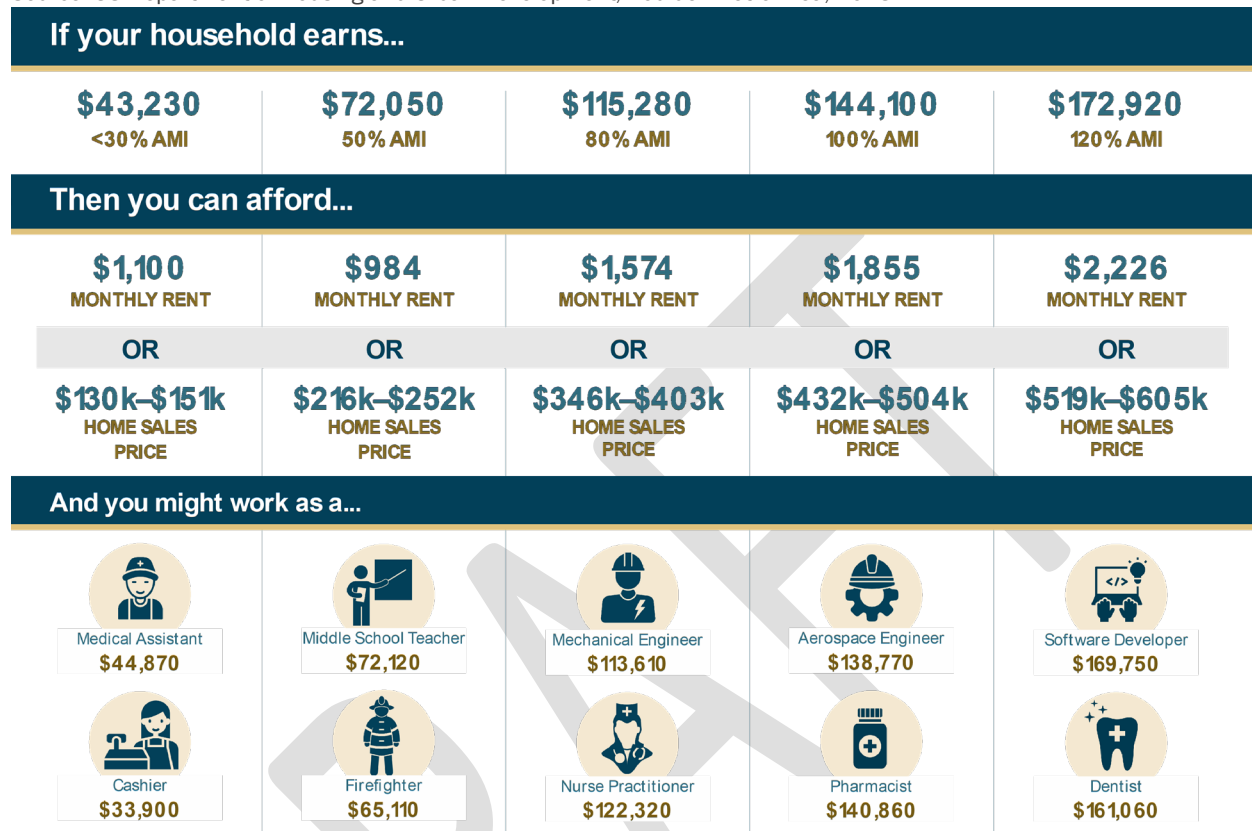 If your household earns...
$43,230 $72,050 $115,280 $144,100 $172,920
<30% AMI 50% AMI 80% AMI 100% AMI 120% AMI
Then you can afford...
$1,100 $984 $1,574 $1,855 $2,226
MONTHLY RENT MONTHLY RENT MONTHLY RENT MONTHLY RENT MONTHLY RENT
OR OR OR OR OR
$130k–$151k $216k–$252k $346k–$403k $432k–$504k $519k–$605k
HOME SALES HOME SALES HOME SALES HOME SALES HOME SALES
PRICE PRICE PRICE PRICE PRICE
And you might work as a...
</>
Medical Assistant Middle School Teacher Mechanical Engineer Aerospace Engineer Software Developer
$44,870 $72,120 $113,610 $138,770 $169,750
Cashier Firefighter Nurse Practitioner Pharmacist Dentist
$33,900 $65,110 $122,320 $140,860 $161,060